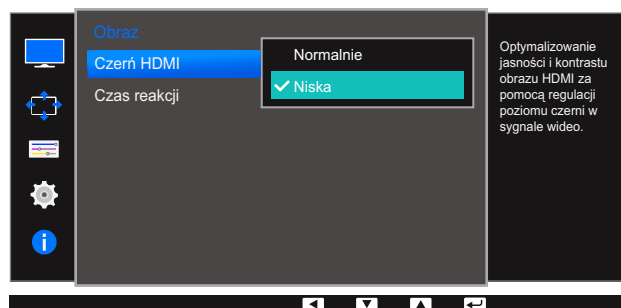 Obraz
Czerń HDMI
Czas reakcji
Normalnie
Niska
Optymalizowanie
jasności i kontrastu
obrazu HDMI za
pomocą regulacji
poziomu czerni w
sygnale wideo.